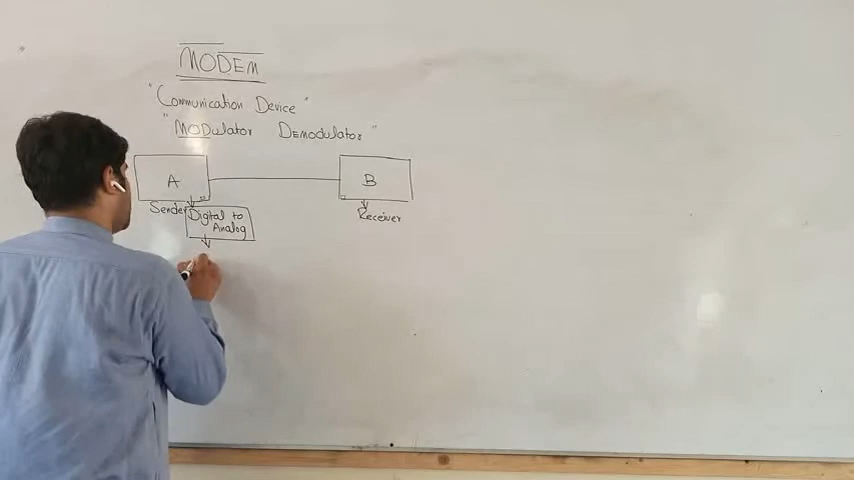 MODEM
"Communication Device"
"MODulator DEmodulator"
A B
Sender Receiver
Digital to
Analog